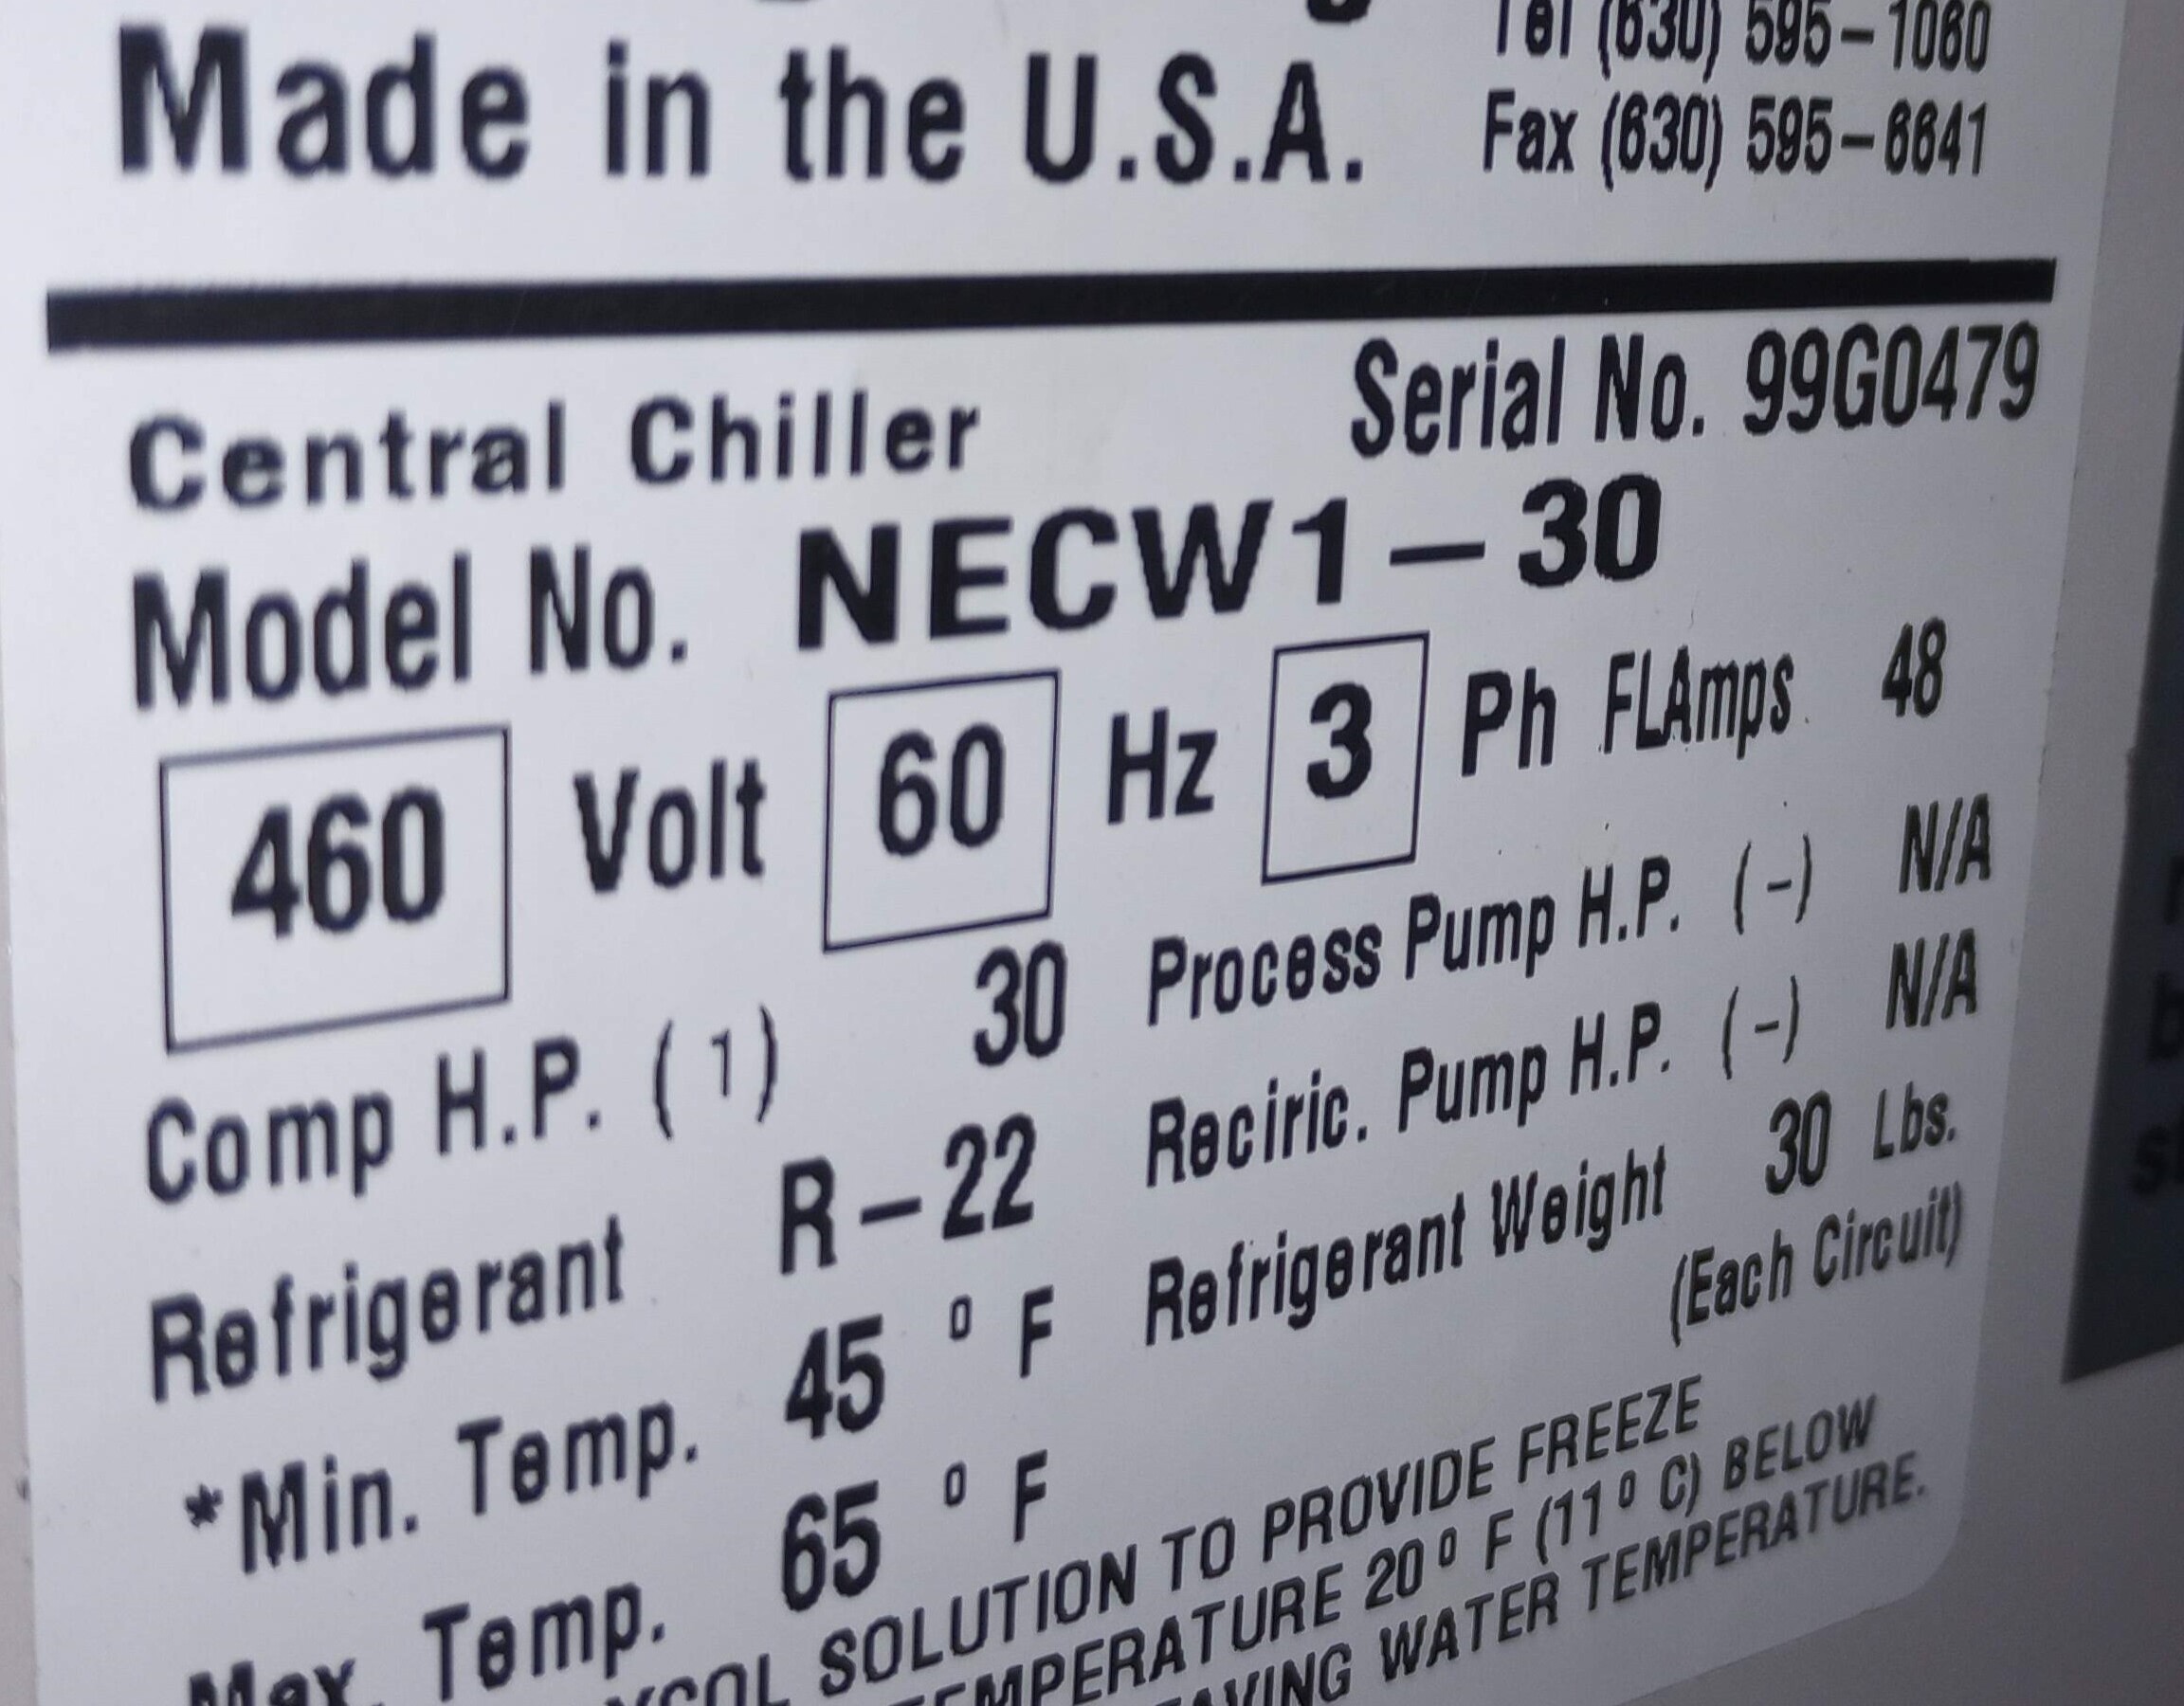 Tel (630) 595-1060
Made in the U.S.A.
Fax (630) 595-6641
Serial No. 99G0479
Central Chiller
Model No. NECW1-30
460 Volt 60 Hz 3 Ph FLAmps 48
Comp H.P. (1) 30 Process Pump H.P. (-) N/A
Refrigerant R-22 Reciric. Pump H.P. (-) N/A
*Min. Temp. 45 ° F Refrigerant Weight 30 Lbs.
(Each Circuit)
Max. Temp. 65 ° F
SOLUTION TO PROVIDE FREEZE
TEMPERATURE 20° F (11° C) BELOW
WATER TEMPERATURE.